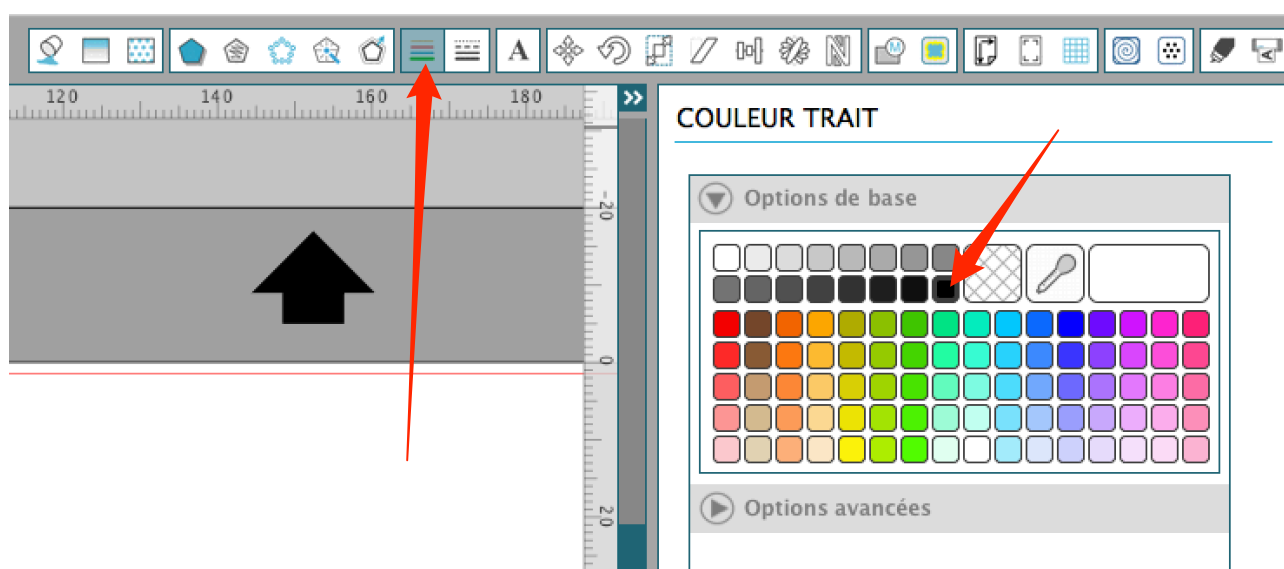 A
M
A
120 140 160 180
COULEUR TRAIT
Options de base
-20
0
20
Options avancées